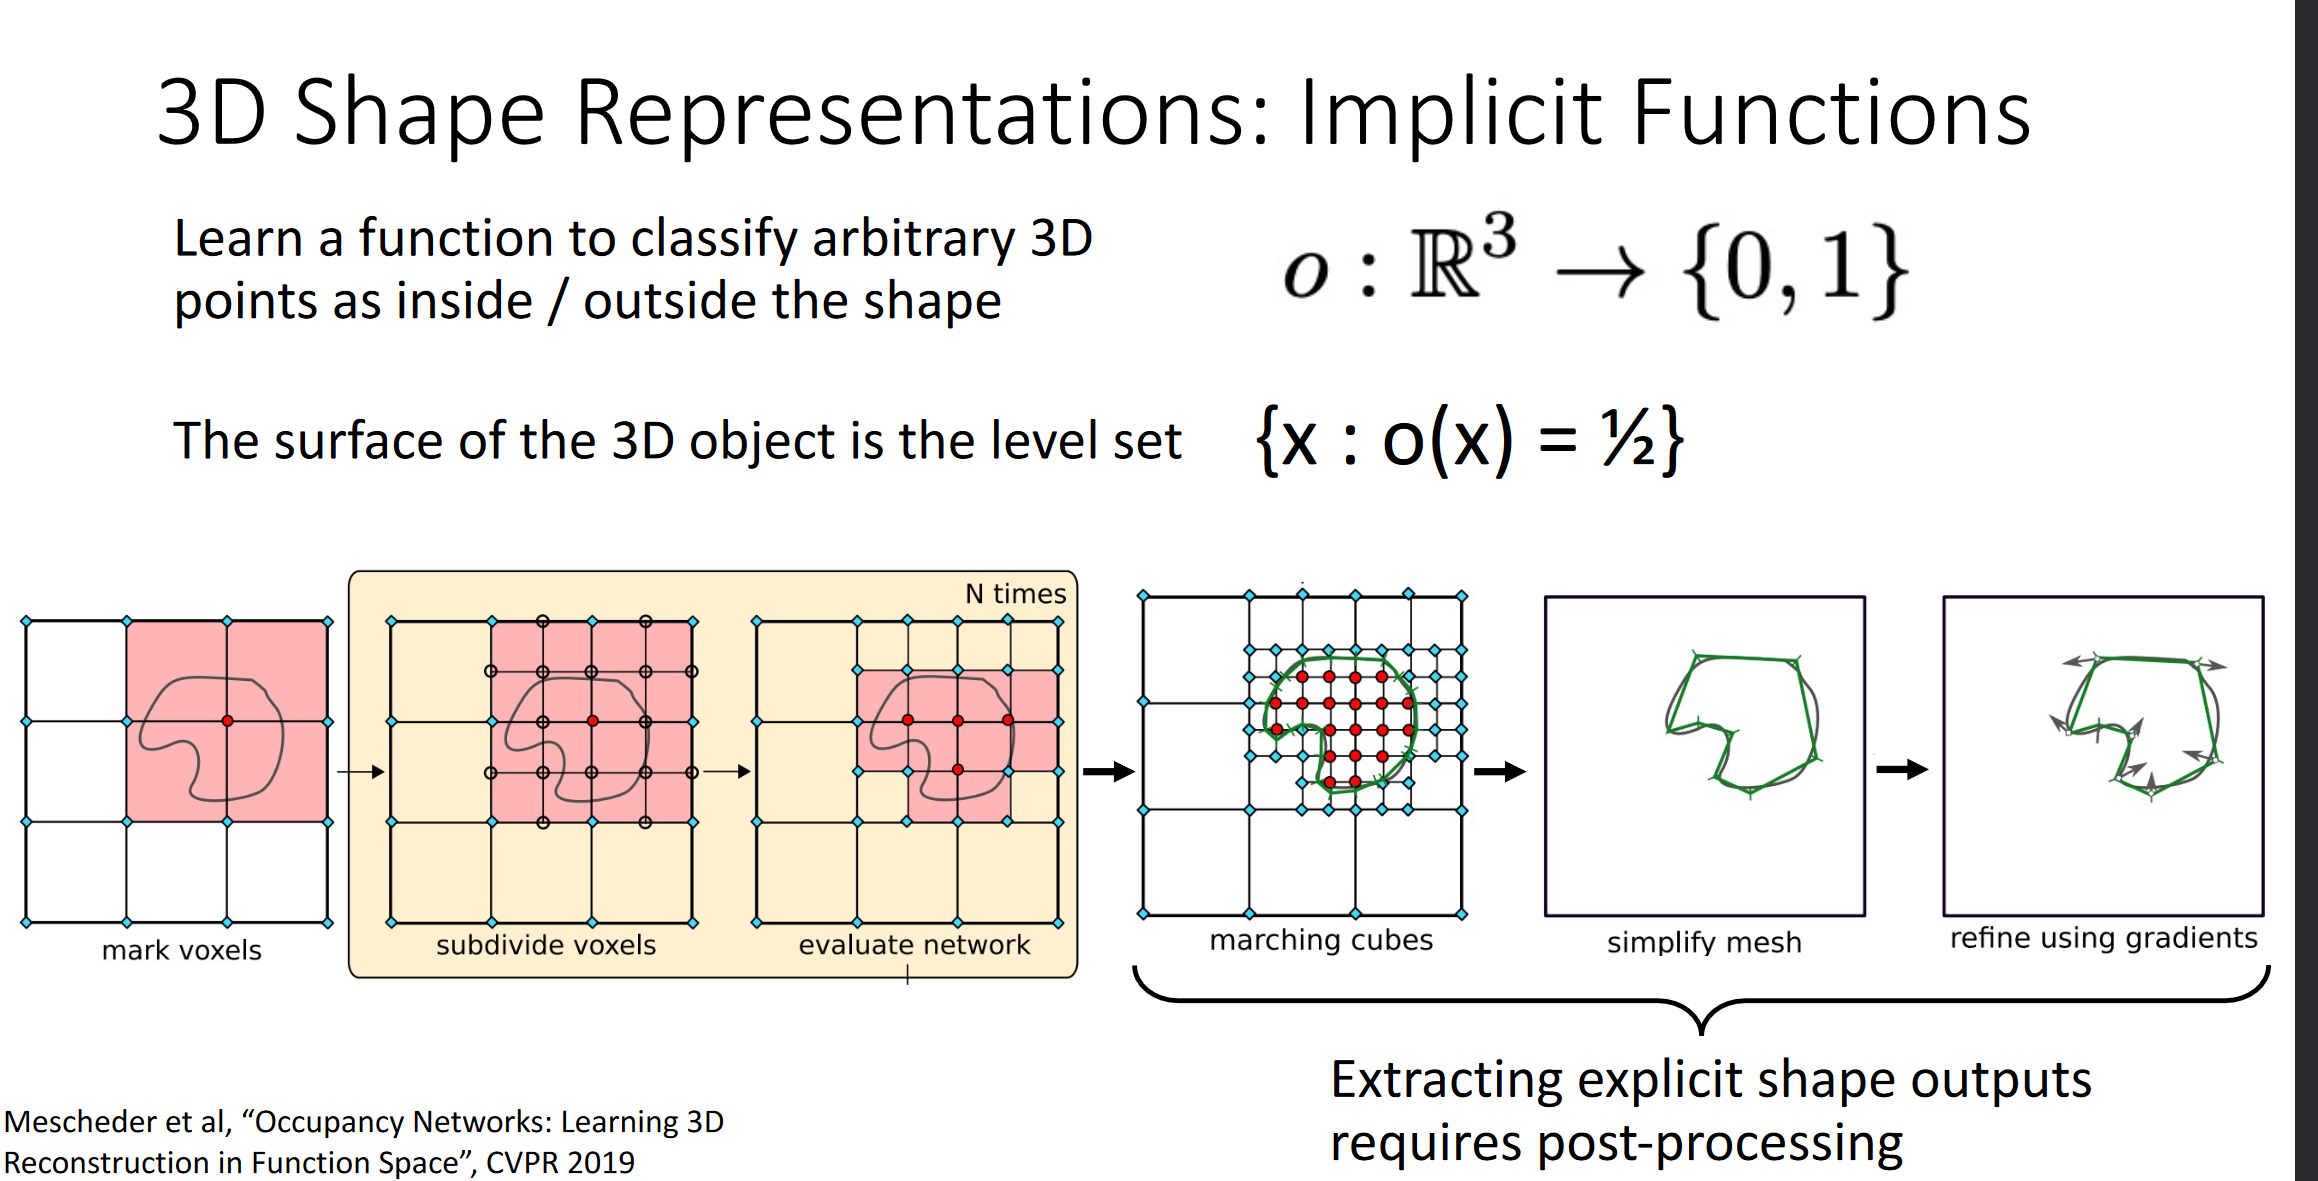 3D Shape Representations: Implicit Functions
Learn a function to classify arbitrary 3D
points as inside / outside the shape
o : ℝ³ → {0, 1}
The surface of the 3D object is the level set
{x : o(x) = ½}
N times
mark voxels
subdivide voxels
evaluate network
marching cubes
simplify mesh
refine using gradients
Extracting explicit shape outputs
requires post-processing
Mescheder et al, “Occupancy Networks: Learning 3D
Reconstruction in Function Space”, CVPR 2019